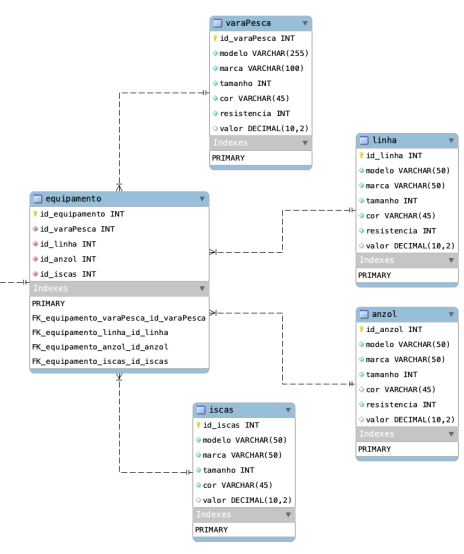 varaPesca
id_varaPesca INT
modelo VARCHAR(255)
marca VARCHAR(100)
tamanho INT
cor VARCHAR(45)
resistencia INT
valor DECIMAL(10,2)
Indexes
PRIMARY
linha
id_linha INT
modelo VARCHAR(50)
marca VARCHAR(50)
tamanho INT
cor VARCHAR(45)
resistencia INT
valor DECIMAL(10,2)
Indexes
PRIMARY
equipamento
id_equipamento INT
id_varaPesca INT
id_linha INT
id_anzol INT
id_iscas INT
Indexes
PRIMARY
FK_equipamento_varaPesca_id_varaPesca
FK_equipamento_linha_id_linha
FK_equipamento_anzol_id_anzol
FK_equipamento_iscas_id_iscas
anzol
id_anzol INT
modelo VARCHAR(50)
marca VARCHAR(50)
tamanho INT
cor VARCHAR(45)
resistencia INT
valor DECIMAL(10,2)
Indexes
PRIMARY
iscas
id_iscas INT
modelo VARCHAR(50)
marca VARCHAR(50)
tamanho INT
cor VARCHAR(45)
valor DECIMAL(10,2)
Indexes
PRIMARY